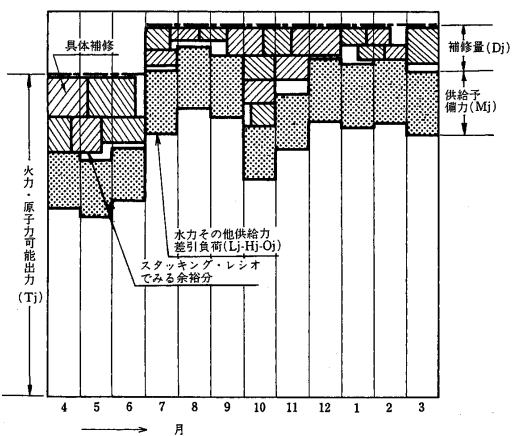 具体補修
補修量(Dj)
供給予
備力(Mj)
火力・原子力可能出力
(Tj)
水力その他供給力
差引負荷(Lj-Hj-Oj)
スタッキング・レシオ
でみる余裕分
4 5 6 7 8 9 10 11 12 1 2 3
月